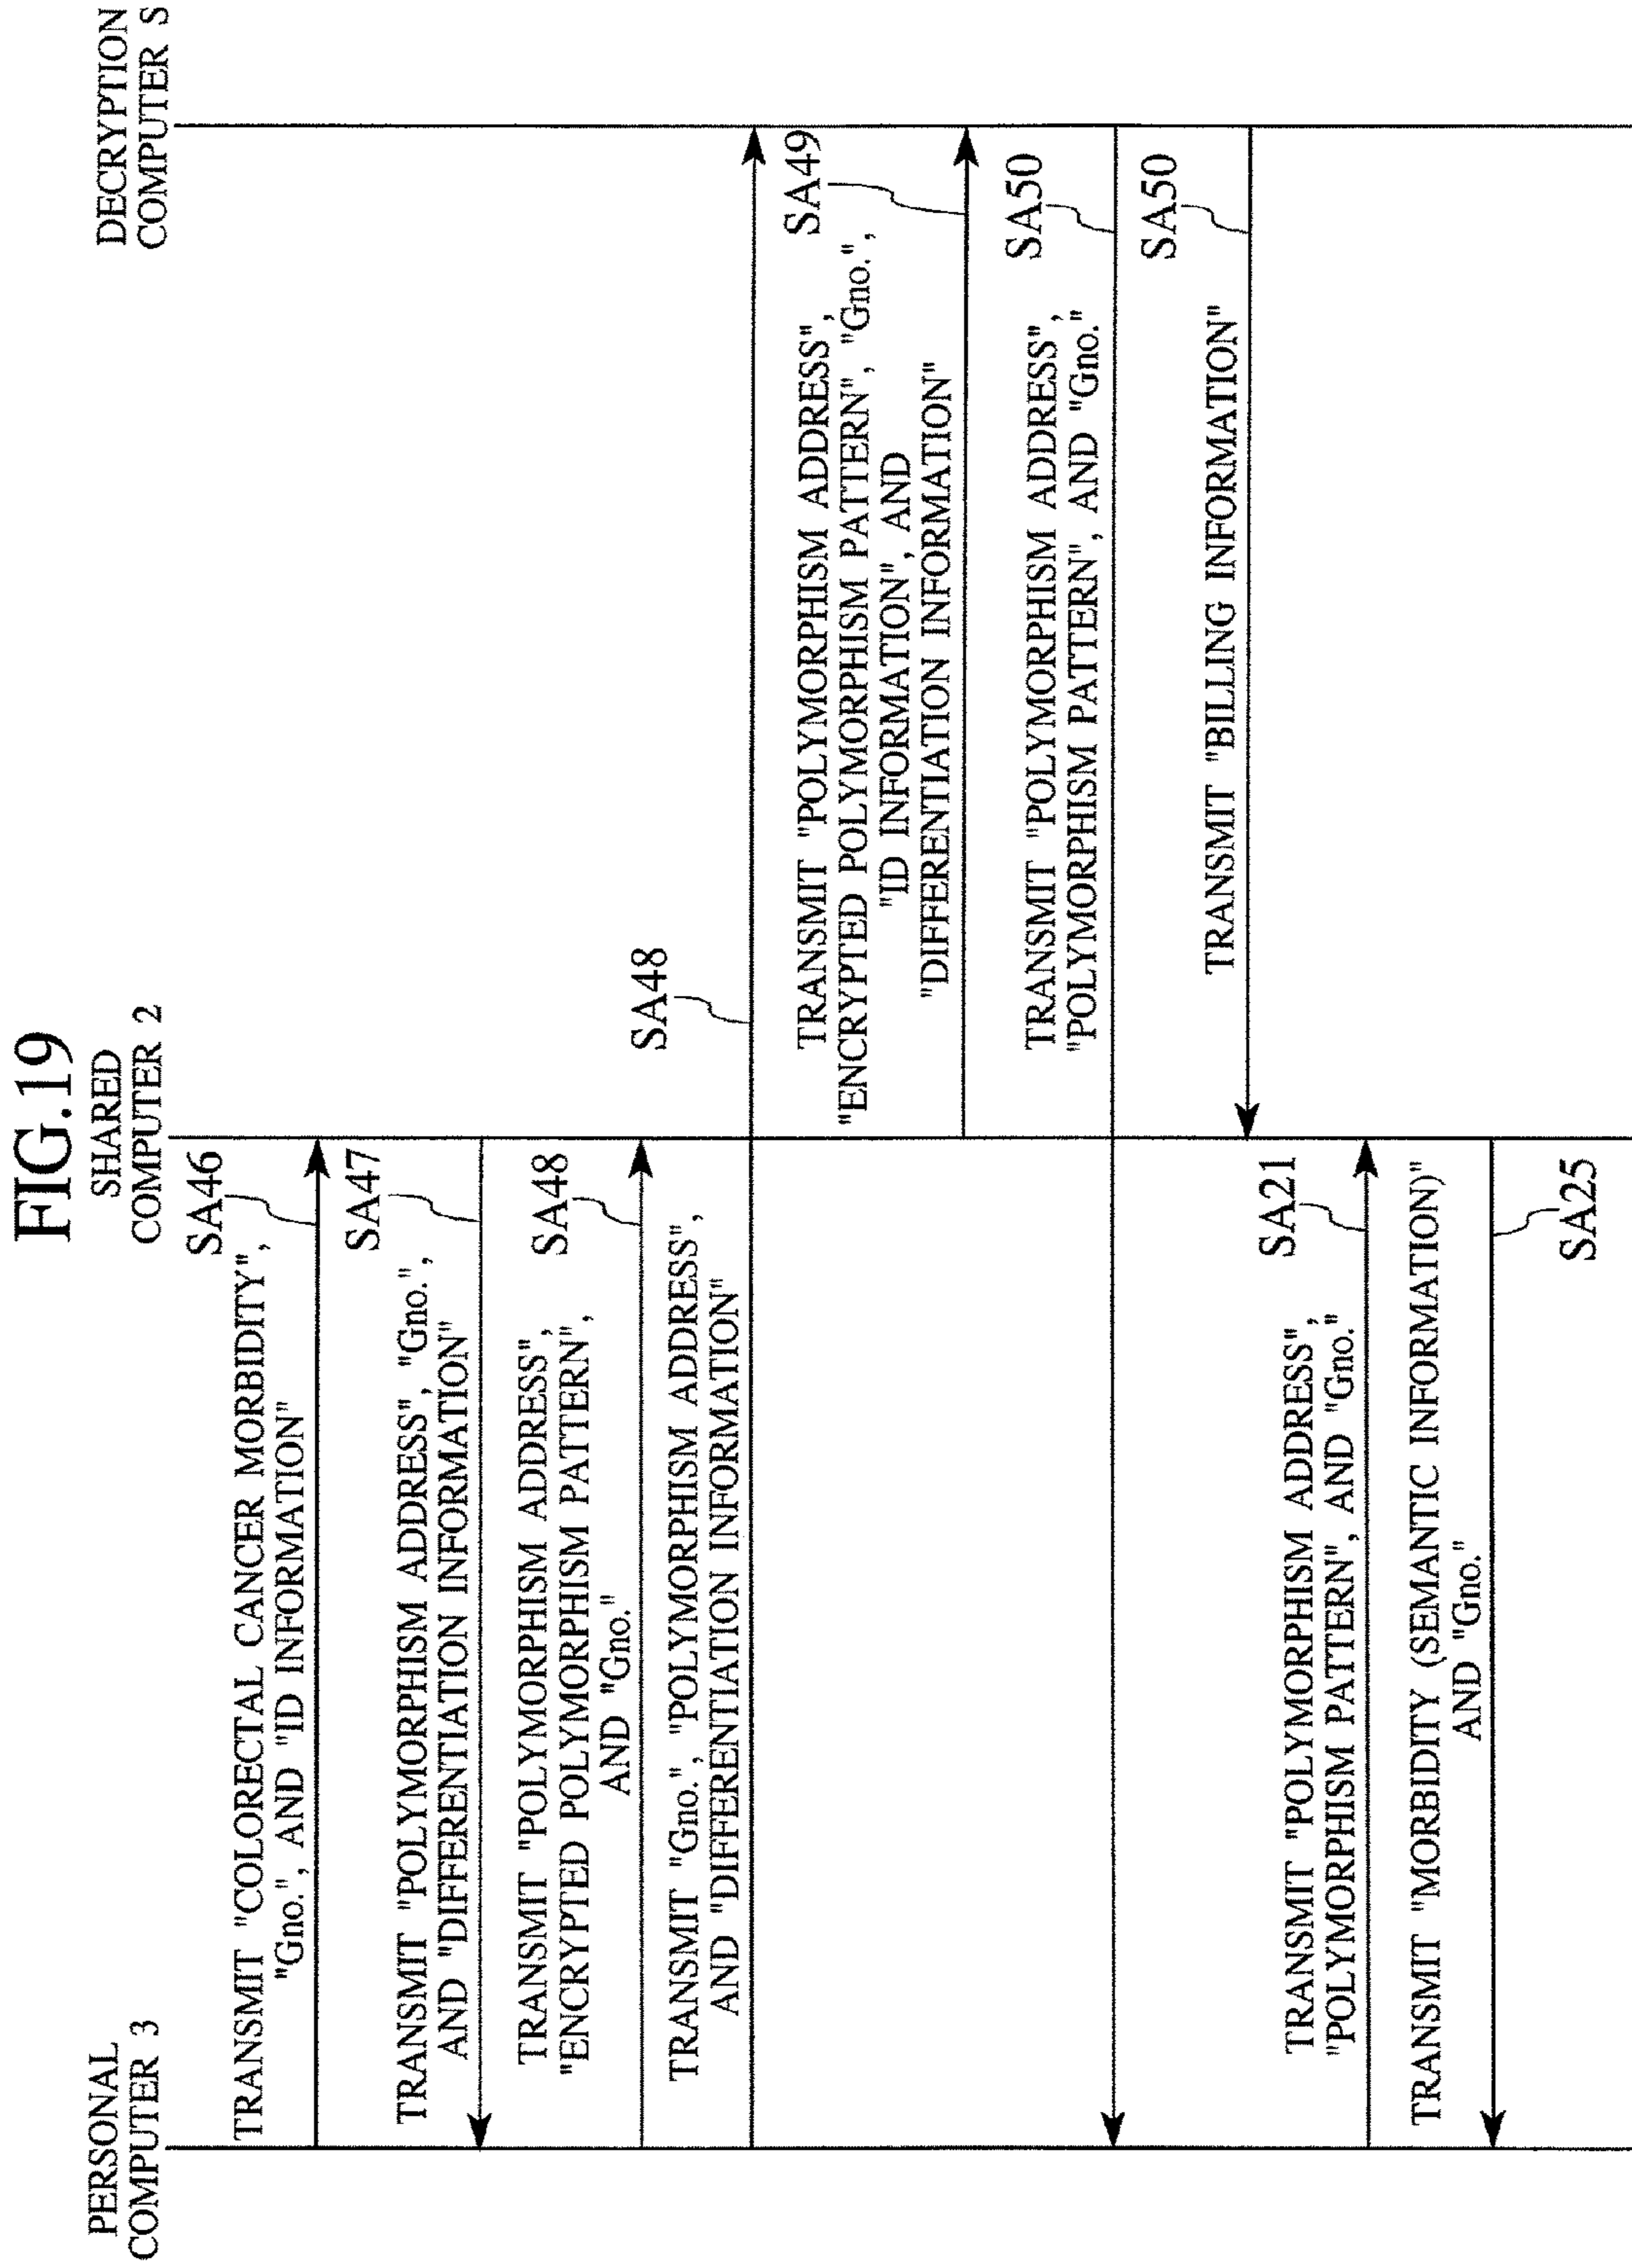 FIG.19
PERSONAL
COMPUTER 3
SHARED
COMPUTER 2
DECRYPTION
COMPUTER S
SA46
TRANSMIT "COLORECTAL CANCER MORBIDITY",
"Gno.", AND "ID INFORMATION"
SA47
TRANSMIT "POLYMORPHISM ADDRESS", "Gno.",
AND "DIFFERENTIATION INFORMATION"
SA48
TRANSMIT "POLYMORPHISM ADDRESS",
"ENCRYPTED POLYMORPHISM PATTERN",
AND "Gno."
SA48
TRANSMIT "Gno.", "POLYMORPHISM ADDRESS",
AND "DIFFERENTIATION INFORMATION"
SA49
TRANSMIT "POLYMORPHISM ADDRESS",
"ENCRYPTED POLYMORPHISM PATTERN", "Gno.",
"ID INFORMATION", AND
"DIFFERENTIATION INFORMATION"
SA50
TRANSMIT "POLYMORPHISM ADDRESS",
"POLYMORPHISM PATTERN", AND "Gno."
SA50
TRANSMIT "BILLING INFORMATION"
SA21
TRANSMIT "POLYMORPHISM ADDRESS",
"POLYMORPHISM PATTERN", AND "Gno."
TRANSMIT "MORBIDITY (SEMANTIC INFORMATION)"
AND "Gno."
SA25